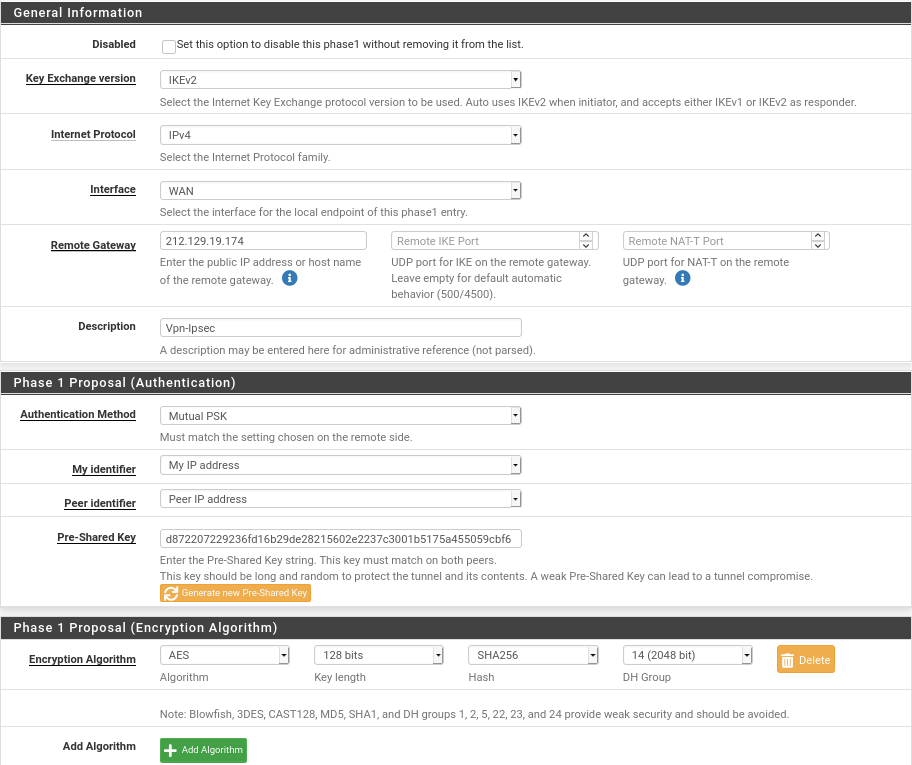 General Information
Disabled
Set this option to disable this phase1 without removing it from the list.
Key Exchange version
IKEv2
Select the Internet Key Exchange protocol version to be used. Auto uses IKEv2 when initiator, and accepts either IKEv1 or IKEv2 as responder.
Internet Protocol
IPv4
Select the Internet Protocol family.
Interface
WAN
Select the interface for the local endpoint of this phase1 entry.
Remote Gateway
212.129.19.174
Remote IKE Port
Remote NAT-T Port
Enter the public IP address or host name
of the remote gateway.
UDP port for IKE on the remote gateway.
Leave empty for default automatic
behavior (500/4500).
UDP port for NAT-T on the remote
gateway.
Description
Vpn-Ipsec
A description may be entered here for administrative reference (not parsed).
Phase 1 Proposal (Authentication)
Authentication Method
Mutual PSK
Must match the setting chosen on the remote side.
My identifier
My IP address
Peer identifier
Peer IP address
Pre-Shared Key
d872207229236fd16b29de28215602e2237c3001b5175a455059cbf6
Enter the Pre-Shared Key string. This key must match on both peers.
This key should be long and random to protect the tunnel and its contents. A weak Pre-Shared Key can lead to a tunnel compromise.
Generate new Pre-Shared Key
Phase 1 Proposal (Encryption Algorithm)
Encryption Algorithm
AES
128 bits
SHA256
14 (2048 bit)
Delete
Algorithm
Key length
Hash
DH Group
Note: Blowfish, 3DES, CAST128, MD5, SHA1, and DH groups 1, 2, 5, 22, 23, and 24 provide weak security and should be avoided.
Add Algorithm
Add Algorithm